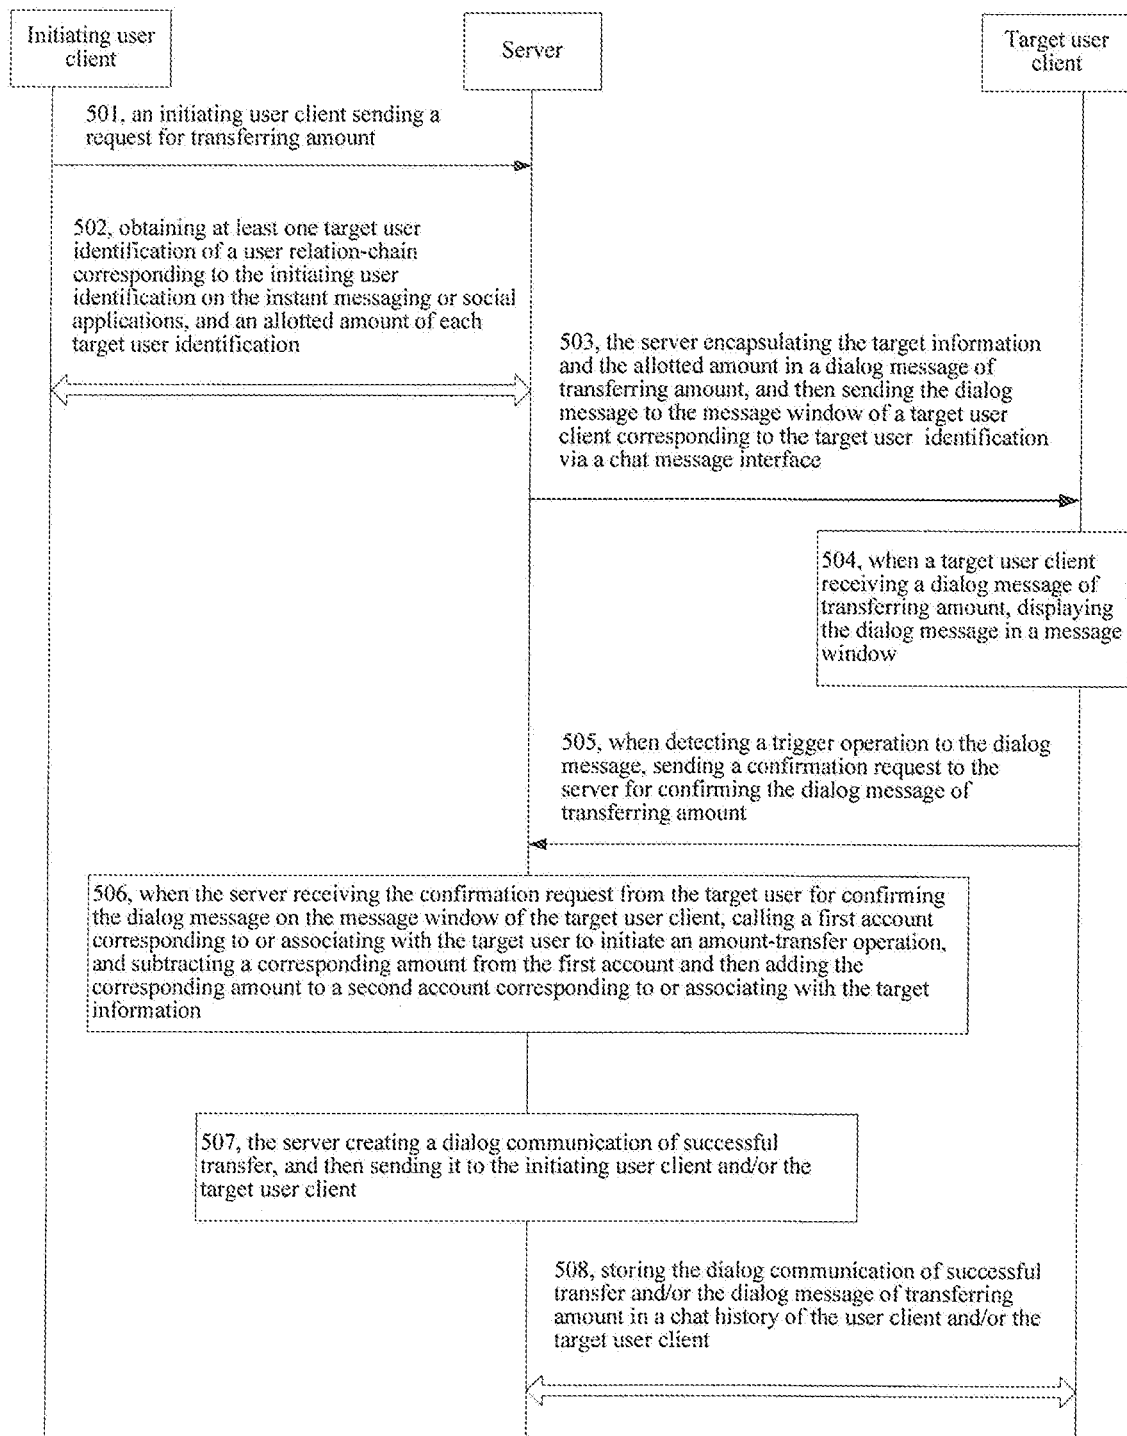 Initiating user
client
Server
Target user
client
501, an initiating user client sending a
request for transferring amount
502, obtaining at least one target user
identification of a user relation-chain
corresponding to the initiating user
identification on the instant messaging or social
applications, and an allotted amount of each
target user identification
503, the server encapsulating the target information
and the allotted amount in a dialog message of
transferring amount, and then sending the dialog
message to the message window of a target user
client corresponding to the target user identification
via a chat message interface
504, when a target user client
receiving a dialog message of
transferring amount, displaying
the dialog message in a message
window
505, when detecting a trigger operation to the dialog
message, sending a confirmation request to the
server for confirming the dialog message of
transferring amount
506, when the server receiving the confirmation request from the target user for confirming
the dialog message on the message window of the target user client, calling a first account
corresponding to or associating with the target user to initiate an amount-transfer operation,
and subtracting a corresponding amount from the first account and then adding the
corresponding amount to a second account corresponding to or associating with the target
information
507, the server creating a dialog communication of successful
transfer, and then sending it to the initiating user client and/or the
target user client
508, storing the dialog communication of successful
transfer and/or the dialog message of transferring
amount in a chat history of the user client and/or the
target user client